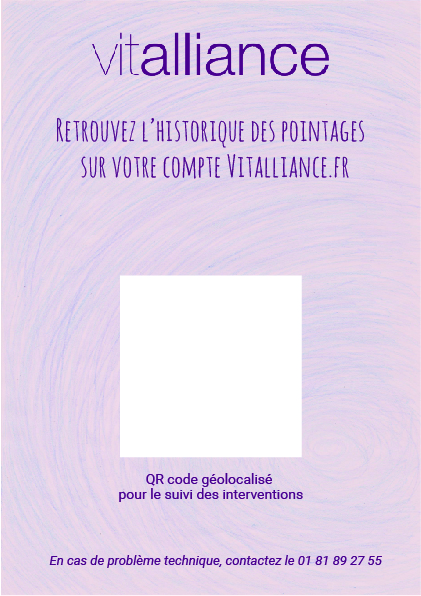 vitalliance
Retrouvez l'historique des pointages
sur votre compte Vitalliance.fr
QR code géolocalisé
pour le suivi des interventions
En cas de problème technique, contactez le 01 81 89 27 55